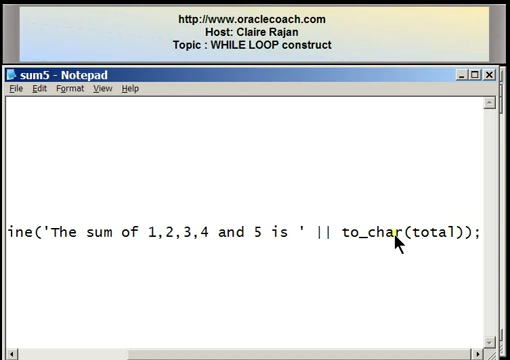 http://www.oraclecoach.com
Host: Claire Rajan
Topic : WHILE LOOP construct
sum5 - Notepad
File Edit Format View Help
ine('The sum of 1,2,3,4 and 5 is ' || to_char(total));